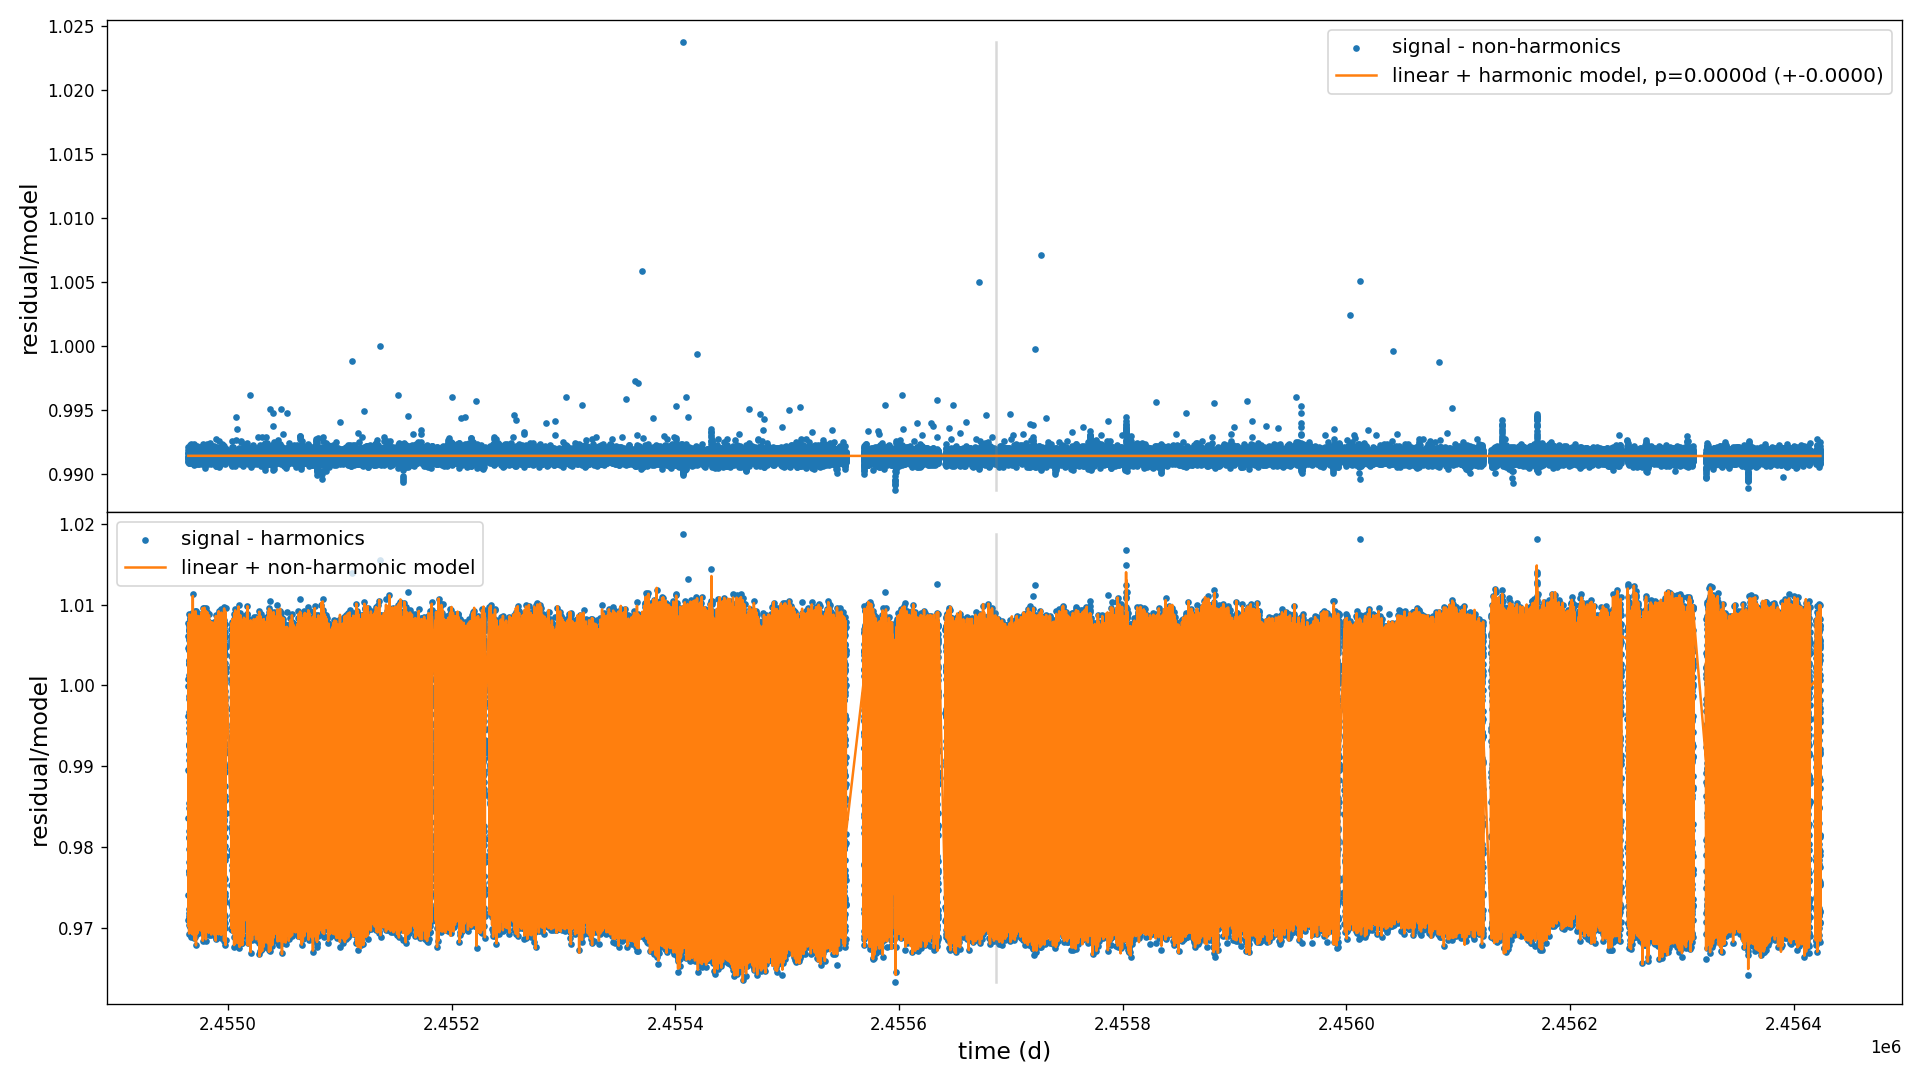 1.025
1.020
1.015
1.010
1.005
1.000
0.995
0.990
residual/model
signal - non-harmonics
linear + harmonic model, p=0.0000d (+-0.0000)
1.02
1.01
1.00
0.99
0.98
0.97
residual/model
signal - harmonics
linear + non-harmonic model
2.4550
2.4552
2.4554
2.4556
2.4558
2.4560
2.4562
2.4564
time (d)
1e6